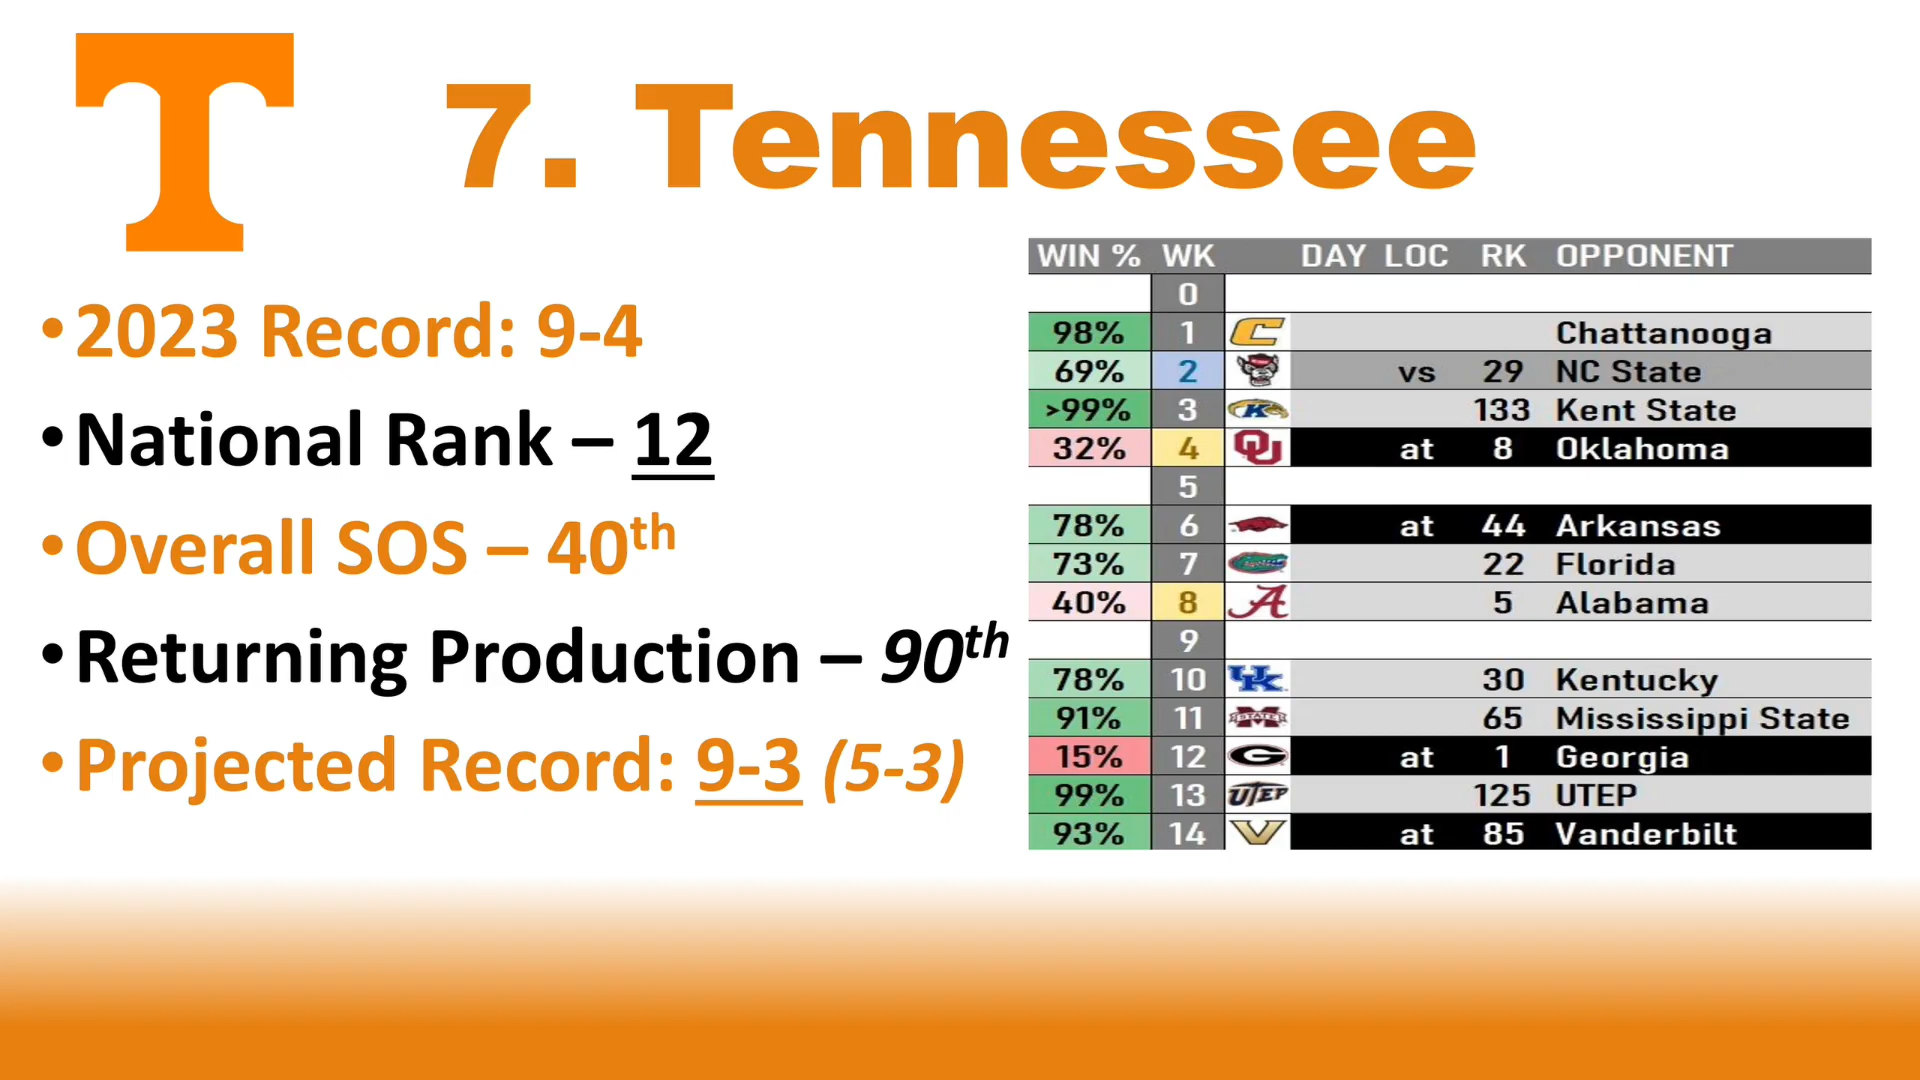 7. Tennessee
•2023 Record: 9-4
•National Rank – 12
•Overall SOS – 40th
•Returning Production – 90th
•Projected Record: 9-3 (5-3)
WIN % WK DAY LOC RK OPPONENT
0
98% 1 Chattanooga
69% 2 vs 29 NC State
>99% 3 133 Kent State
32% 4 at 8 Oklahoma
5
78% 6 at 44 Arkansas
73% 7 22 Florida
40% 8 5 Alabama
9
78% 10 30 Kentucky
91% 11 65 Mississippi State
15% 12 at 1 Georgia
99% 13 125 UTEP
93% 14 at 85 Vanderbilt